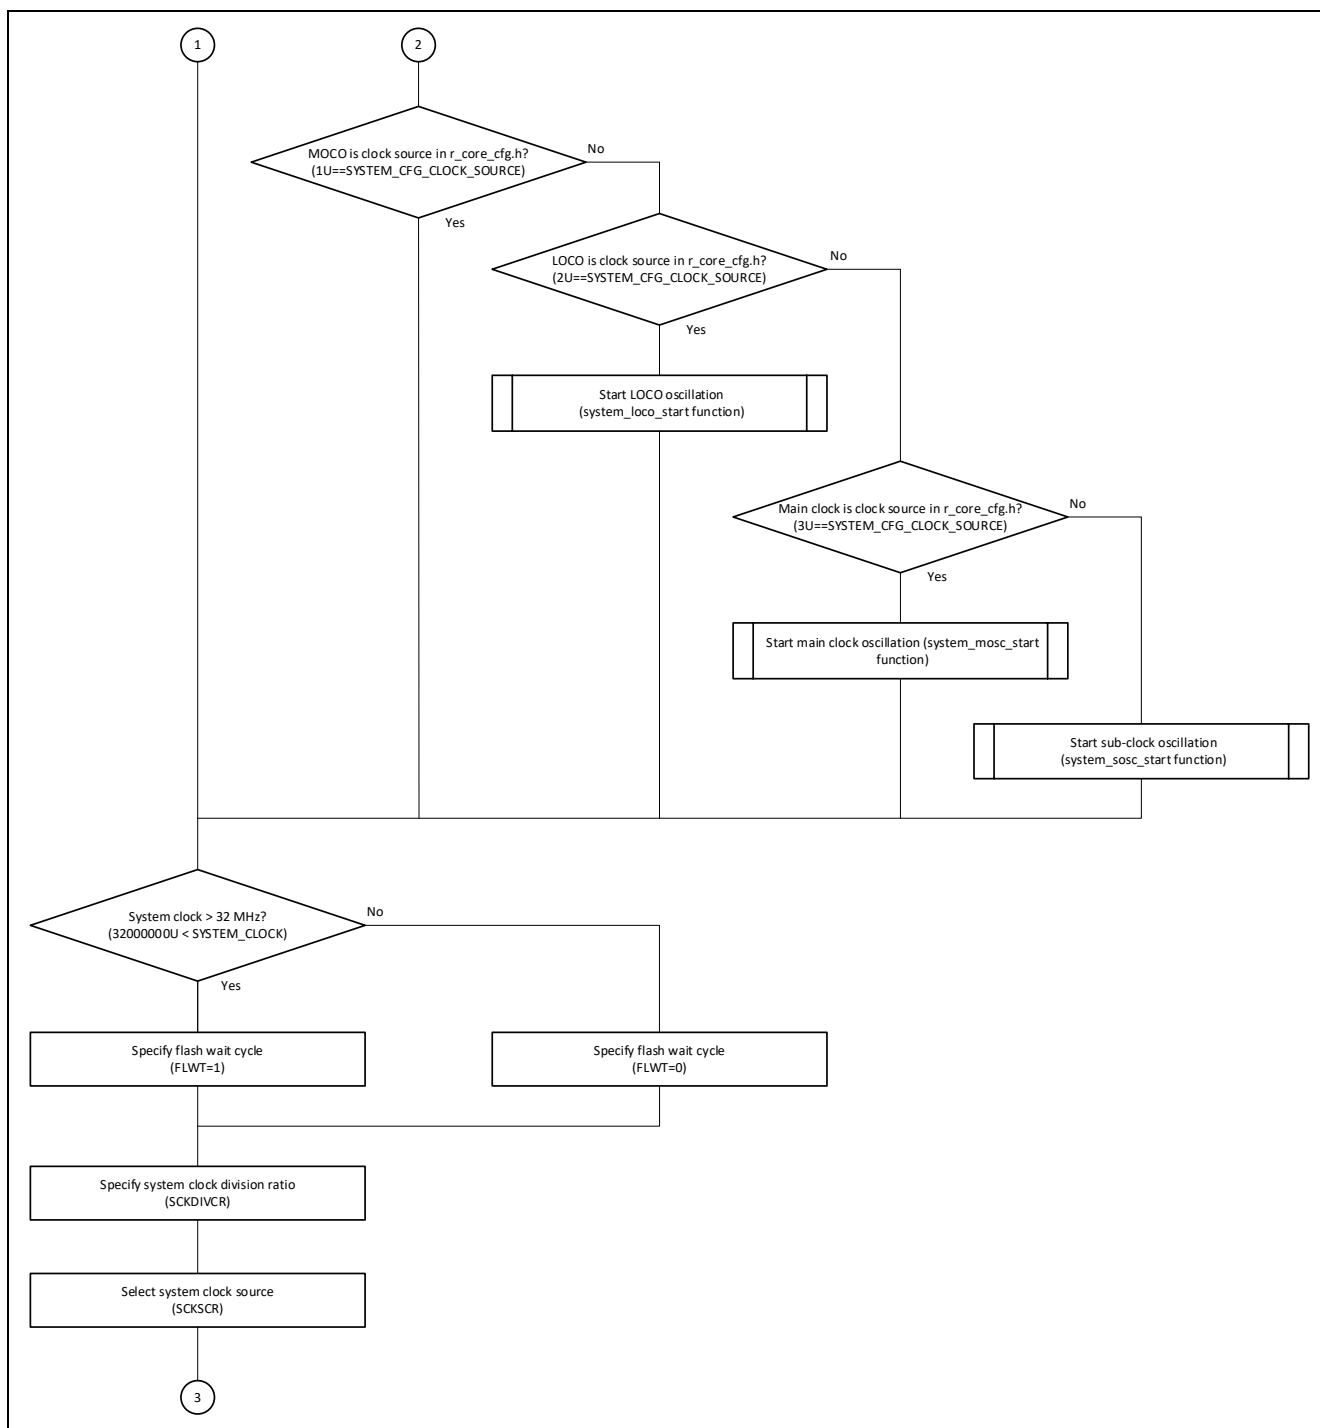 1
2
MOCO is clock source in r_core_cfg.h?
(1U==SYSTEM_CFG_CLOCK_SOURCE)
No
Yes
LOCO is clock source in r_core_cfg.h?
(2U==SYSTEM_CFG_CLOCK_SOURCE)
No
Yes
Start LOCO oscillation
(system_loco_start function)
Main clock is clock source in r_core_cfg.h?
(3U==SYSTEM_CFG_CLOCK_SOURCE)
No
Yes
Start main clock oscillation (system_mosc_start
function)
Start sub-clock oscillation
(system_sosc_start function)
System clock > 32 MHz?
(32000000U < SYSTEM_CLOCK)
No
Yes
Specify flash wait cycle
(FLWT=1)
Specify flash wait cycle
(FLWT=0)
Specify system clock division ratio
(SCKDIVCR)
Select system clock source
(SCKSCR)
3